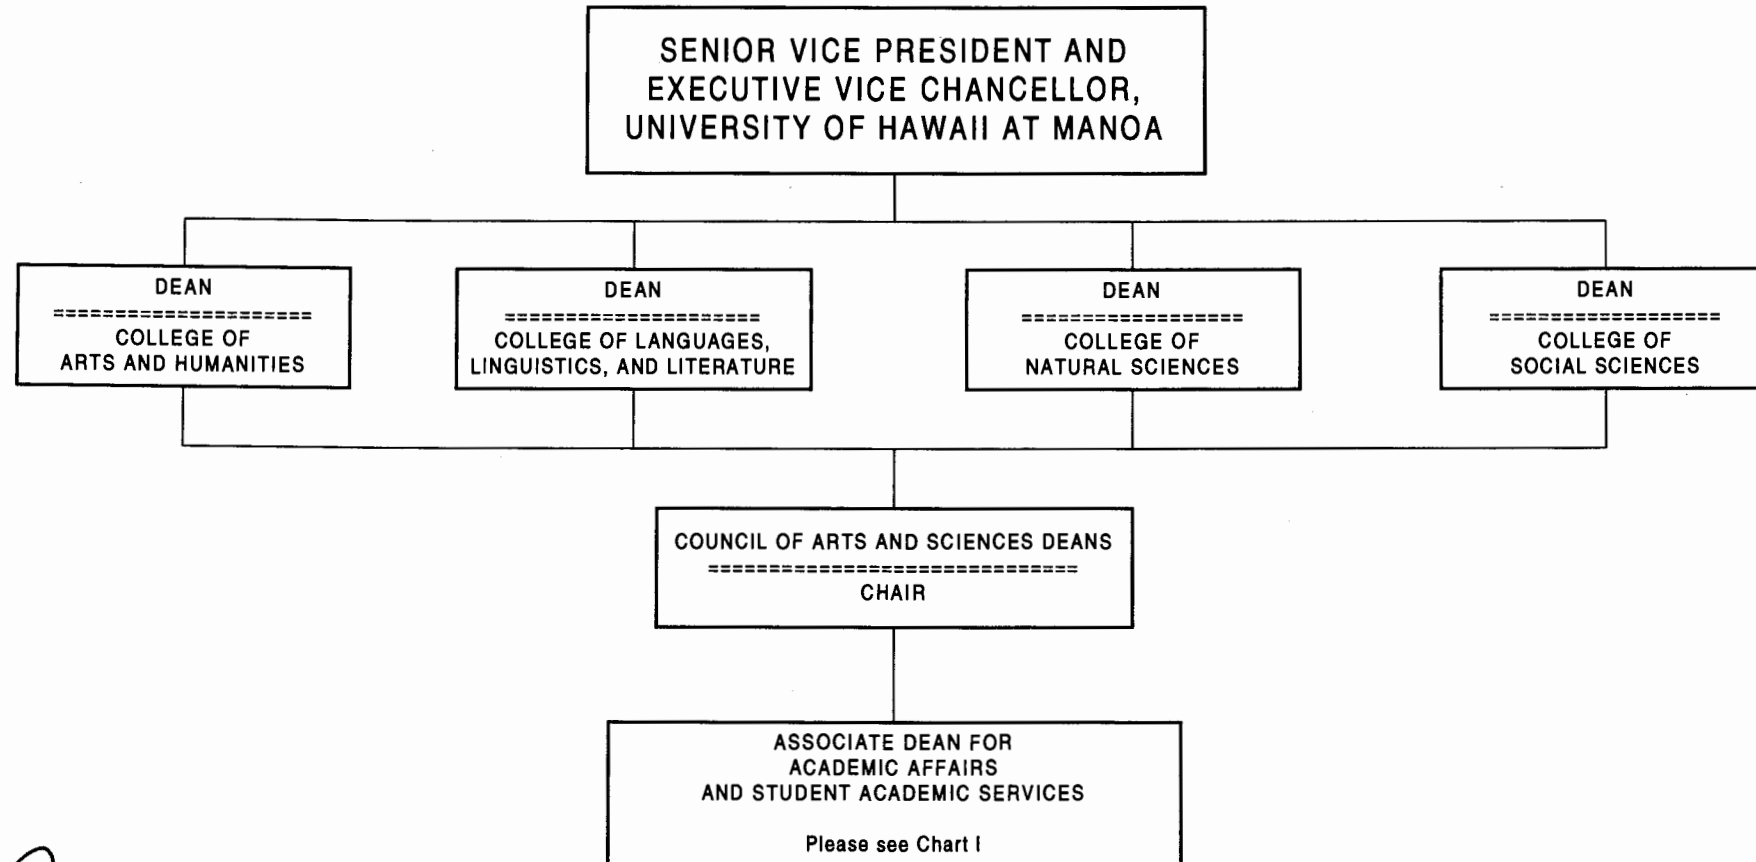 SENIOR VICE PRESIDENT AND
EXECUTIVE VICE CHANCELLOR,
UNIVERSITY OF HAWAII AT MANOA
DEAN
=====================
COLLEGE OF
ARTS AND HUMANITIES
DEAN
=====================
COLLEGE OF LANGUAGES,
LINGUISTICS, AND LITERATURE
DEAN
==================
COLLEGE OF
NATURAL SCIENCES
DEAN
===================
COLLEGE OF
SOCIAL SCIENCES
COUNCIL OF ARTS AND SCIENCES DEANS
==============================
CHAIR
ASSOCIATE DEAN FOR
ACADEMIC AFFAIRS
AND STUDENT ACADEMIC SERVICES
Please see Chart I